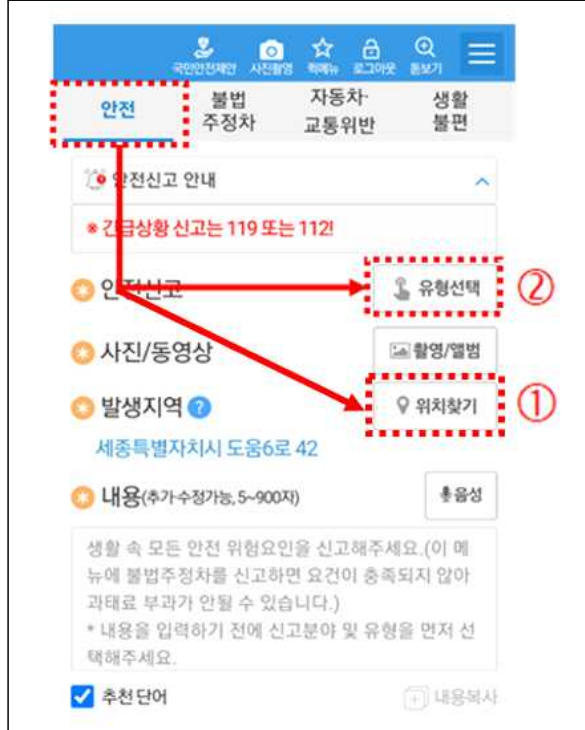 국민안전제안 사진촬영 퀵메뉴 로그아웃 돋보기
안전
불법
주정차
자동차·
교통위반
생활
불편
안전신고 안내
※ 긴급상황 신고는 119 또는 112!
안전신고
유형선택
②
사진/동영상
촬영/앨범
발생지역 ?
위치찾기
①
세종특별자치시 도움6로 42
내용(추가·수정가능, 5~900자)
음성
생활 속 모든 안전 위험요인을 신고해주세요.(이 메
뉴에 불법주정차를 신고하면 요건이 충족되지 않아
과태료 부과가 안될 수 있습니다.)
* 내용을 입력하기 전에 신고분야 및 유형을 먼저 선
택해주세요.
추천 단어
내용복사